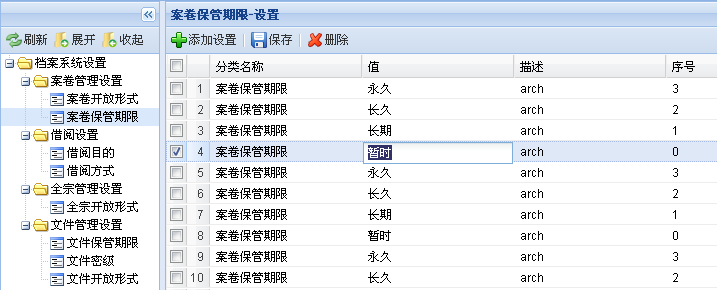 刷新 展开 收起
档案系统设置
案卷管理设置
案卷开放形式
案卷保管期限
借阅设置
借阅目的
借阅方式
全宗管理设置
全宗开放形式
文件管理设置
文件保管期限
文件密级
文件开放形式
案卷保管期限-设置
添加设置 保存 删除
分类名称 值 描述 序号
1 案卷保管期限 永久 arch 3
2 案卷保管期限 长久 arch 2
3 案卷保管期限 长期 arch 1
4 案卷保管期限 暂时 arch 0
5 案卷保管期限 永久 arch 3
6 案卷保管期限 长久 arch 2
7 案卷保管期限 长期 arch 1
8 案卷保管期限 暂时 arch 0
9 案卷保管期限 永久 arch 3
10 案卷保管期限 长久 arch 2